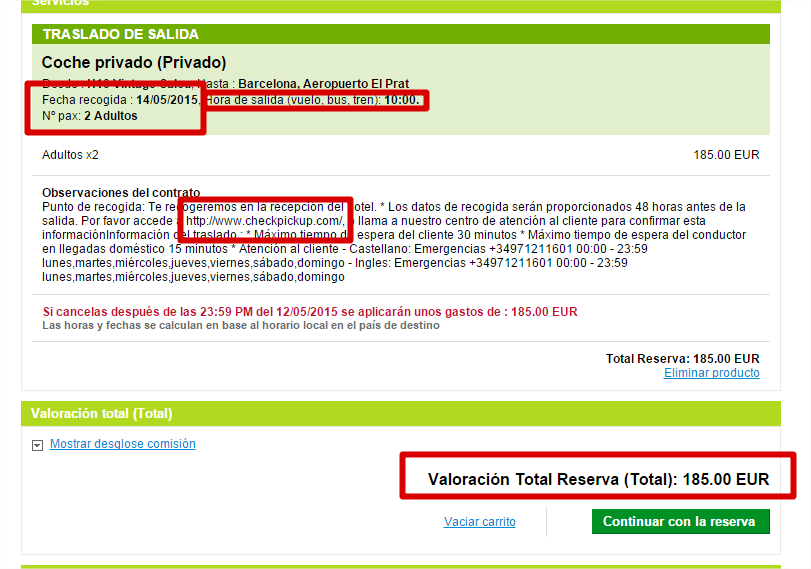 Servicios
TRASLADO DE SALIDA
Coche privado (Privado)
Desde : H10 Vintage Salou, Hasta : Barcelona, Aeropuerto El Prat
Fecha recogida : 14/05/2015, Hora de salida (vuelo, bus, tren): 10:00.
Nº pax: 2 Adultos
Adultos x2 185.00 EUR
Observaciones del contrato
Punto de recogida: Te recogeremos en la recepción del hotel. * Los datos de recogida serán proporcionados 48 horas antes de la
salida. Por favor accede a http://www.checkpickup.com/, o llama a nuestro centro de atención al cliente para confirmar esta
informaciónInformación del traslado : * Máximo tiempo de espera del cliente 30 minutos * Máximo tiempo de espera del conductor
en llegadas doméstico 15 minutos * Atención al cliente - Castellano: Emergencias +34971211601 00:00 - 23:59
lunes,martes,miércoles,jueves,viernes,sábado,domingo - Ingles: Emergencias +34971211601 00:00 - 23:59
lunes,martes,miércoles,jueves,viernes,sábado,domingo
Si cancelas después de las 23:59 PM del 12/05/2015 se aplicarán unos gastos de : 185.00 EUR
Las horas y fechas se calculan en base al horario local en el país de destino
Total Reserva: 185.00 EUR
Eliminar producto
Valoración total (Total)
Mostrar desglose comisión
Valoración Total Reserva (Total): 185.00 EUR
Vaciar carrito
Continuar con la reserva